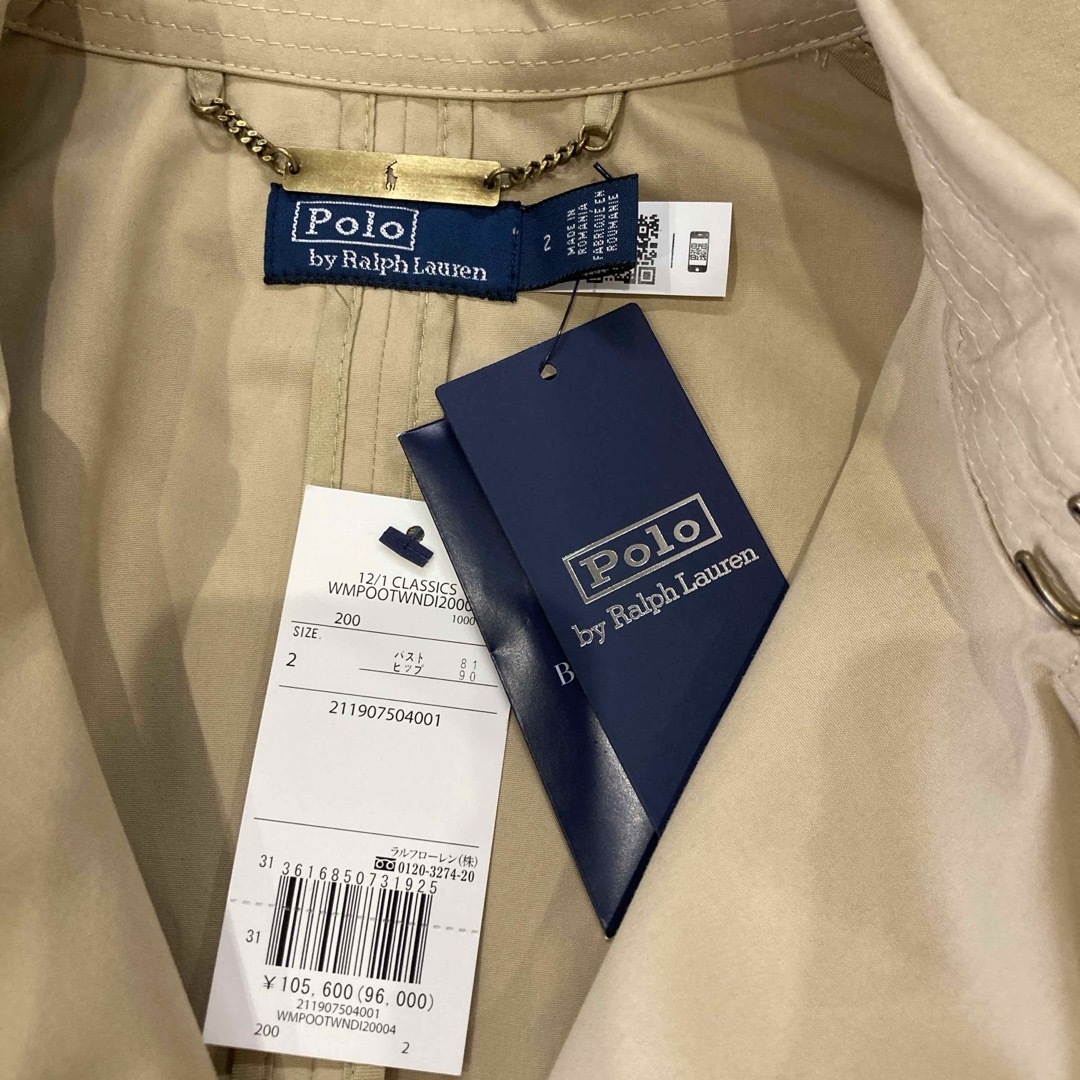 Polo
by Ralph Lauren
2
MADE IN
ROMANIA
FABRIQUÉ EN
ROUMANIE
Polo
by Ralph Lauren
B
12/1 CLASSICS
WMPOOTWNDI2000
200 1000
SIZE.
2 バスト 81
ヒップ 90
211907504001
ラルフローレン(株)
0120-3274-20
31 3616850731925
31
¥105,600(96,000)
211907504001
WMPOOTWNDI20004
200 2